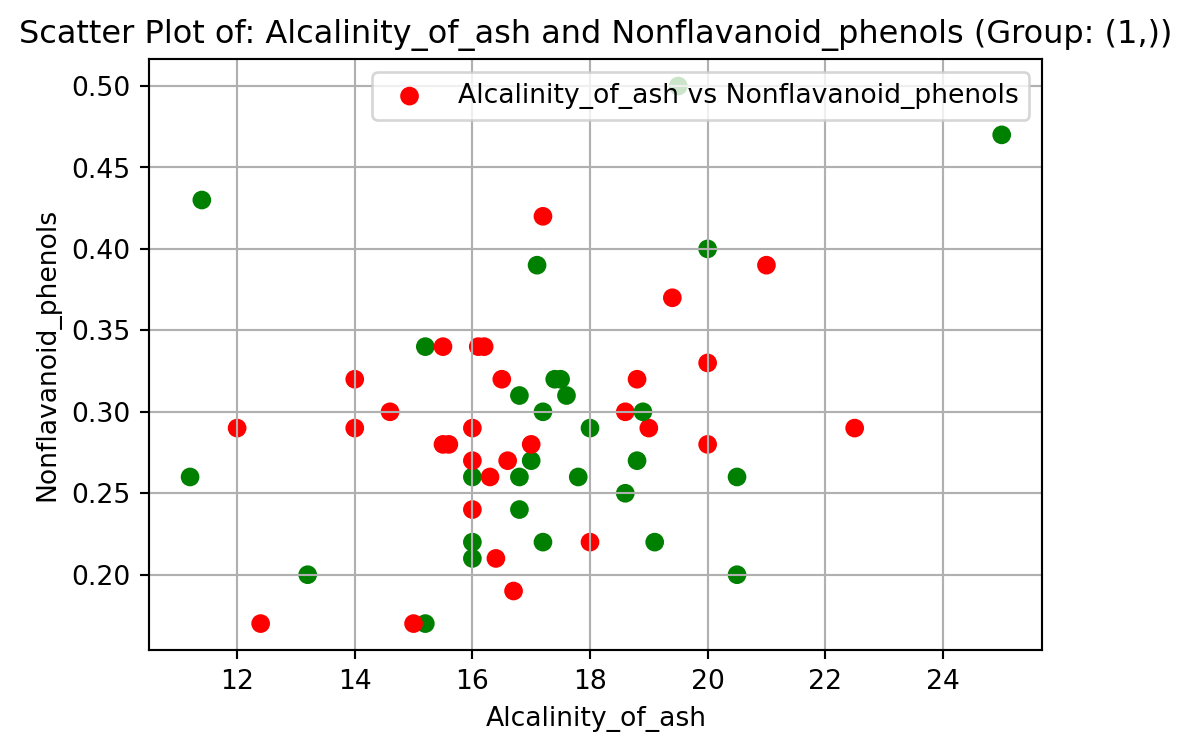 Scatter Plot of: Alcalinity_of_ash and Nonflavanoid_phenols (Group: (1,))
Alcalinity_of_ash vs Nonflavanoid_phenols
0.50
0.45
0.40
0.35
0.30
0.25
0.20
Nonflavanoid_phenols
12 14 16 18 20 22 24
Alcalinity_of_ash